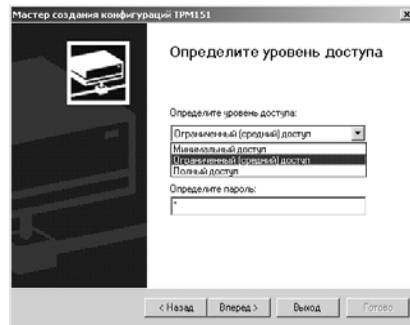 Мастер создания конфигураций ТРМ151
Определите уровень доступа
Определите уровень доступа:
Ограниченный (средний) доступ
Минимальный доступ
Ограниченный (средний) доступ
Полный доступ
Определите пароль:
*
< Назад Вперед > Выход Готово